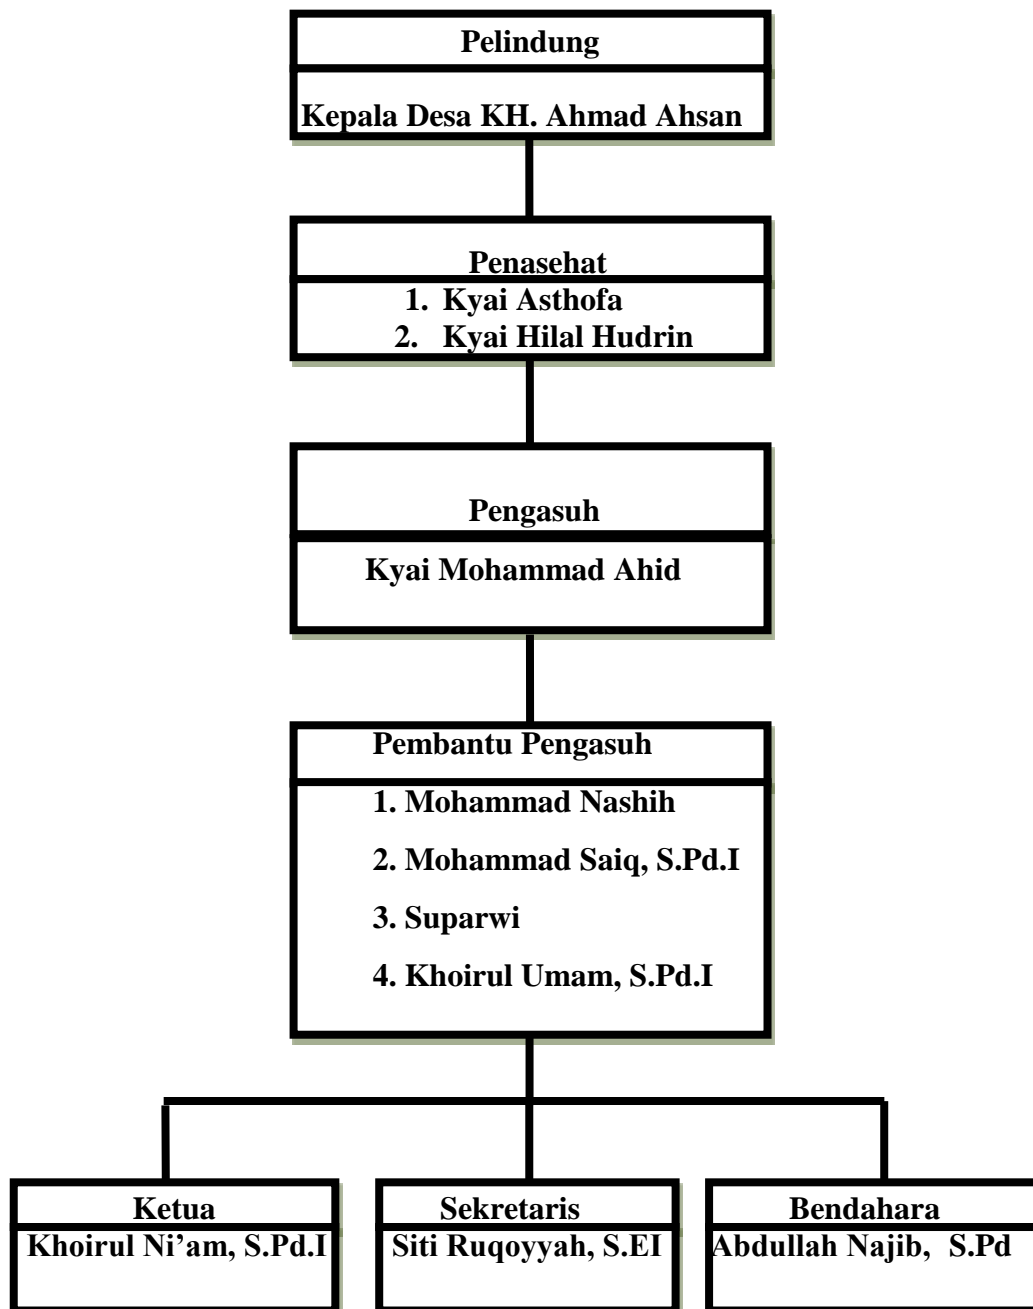 Pelindung
Kepala Desa KH. Ahmad Ahsan
Penasehat
1. Kyai Asthofa
2. Kyai Hilal Hudrin
Pengasuh
Kyai Mohammad Ahid
Pembantu Pengasuh
1. Mohammad Nashih
2. Mohammad Saiq, S.Pd.I
3. Suparwi
4. Khoirul Umam, S.Pd.I
Ketua
Khoirul Ni’am, S.Pd.I
Sekretaris
Siti Ruqoyyah, S.EI
Bendahara
Abdullah Najib, S.Pd